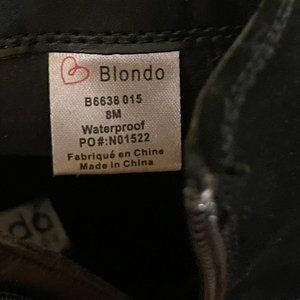 Blondo
B6638 015
8M
Waterproof
PO#:N01522
Fabriqué en Chine
Made in China